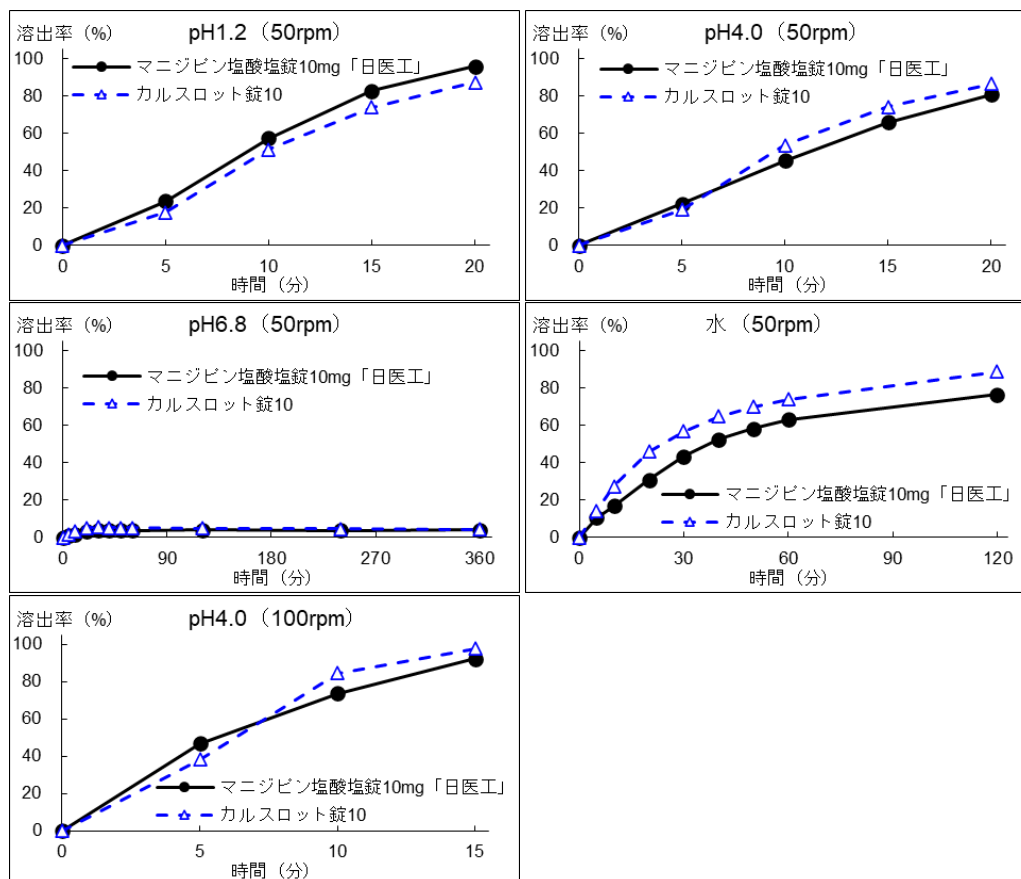 溶出率（%）
pH1.2（50rpm）
マニジピン塩酸塩錠10mg「日医工」
カルスロット錠10
100
80
60
40
20
0
0 5 10 15 20
時間（分）
溶出率（%）
pH4.0（50rpm）
マニジピン塩酸塩錠10mg「日医工」
カルスロット錠10
100
80
60
40
20
0
0 5 10 15 20
時間（分）
溶出率（%）
pH6.8（50rpm）
マニジピン塩酸塩錠10mg「日医工」
カルスロット錠10
100
80
60
40
20
0
0 90 180 270 360
時間（分）
溶出率（%）
水（50rpm）
100
80
60
40
20
0
マニジピン塩酸塩錠10mg「日医工」
カルスロット錠10
0 30 60 90 120
時間（分）
溶出率（%）
pH4.0（100rpm）
100
80
60
40
20
0
マニジピン塩酸塩錠10mg「日医工」
カルスロット錠10
0 5 10 15
時間（分）